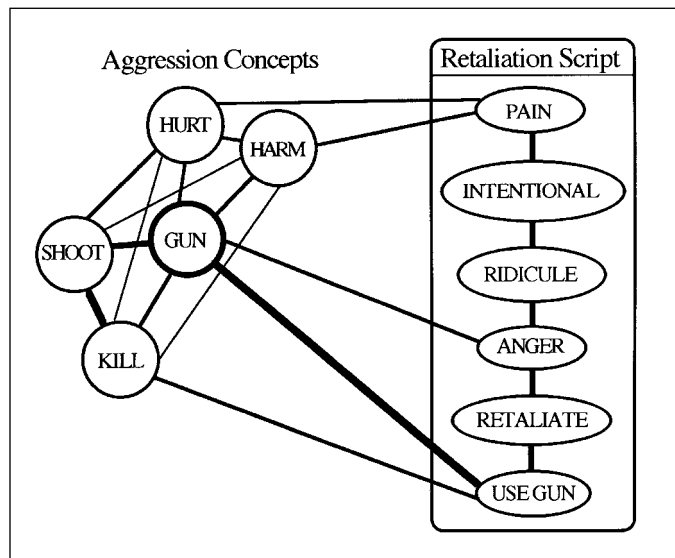 Aggression Concepts
Retaliation Script
HURT
HARM
GUN
SHOOT
KILL
PAIN
INTENTIONAL
RIDICULE
ANGER
RETALIATE
USE GUN